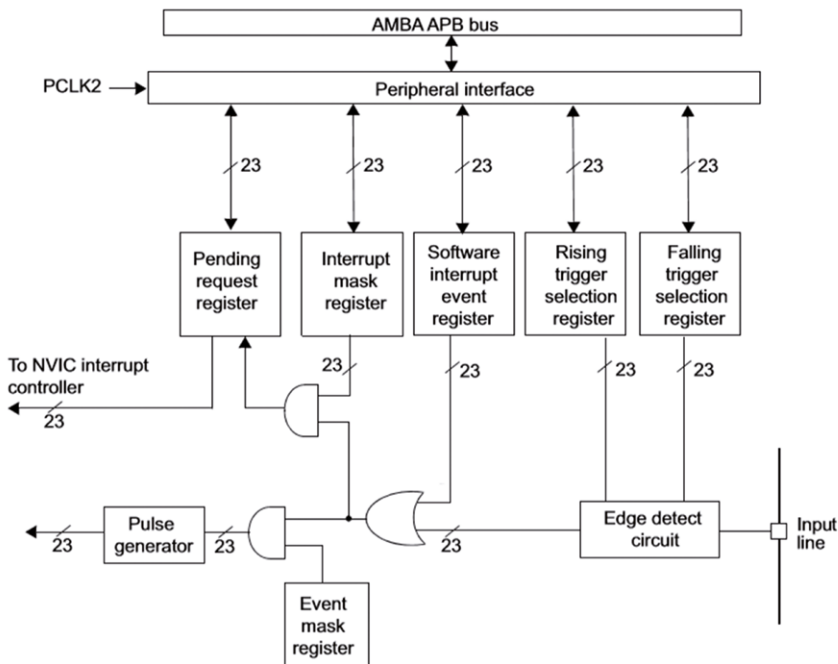 AMBA APB bus
PCLK2
Peripheral interface
23
23
23
23
23
Pending
request
register
Interrupt
mask
register
Software
interrupt
event
register
Rising
trigger
selection
register
Falling
trigger
selection
register
To NVIC interrupt
controller
23
23
23
23
23
23
Pulse
generator
23
23
Edge detect
circuit
Input
line
23
Event
mask
register